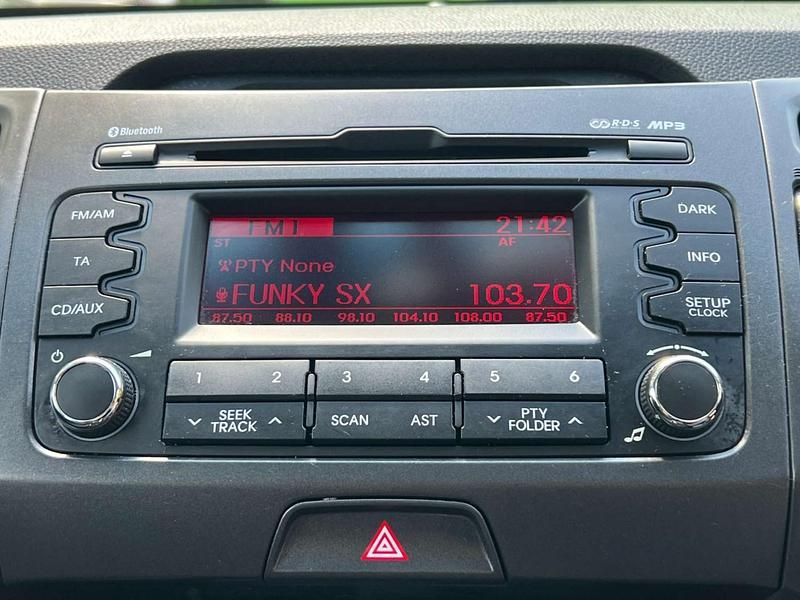 Bluetooth
R·D·S MP3
FM/AM
TA
CD/AUX
FM1 21:42
ST AF
PTY None
FUNKY SX 103.70
87.50 88.10 98.10 104.10 108.00 87.50
DARK
INFO
SETUP
CLOCK
1 2 3 4 5 6
SEEK
TRACK
SCAN AST
PTY
FOLDER